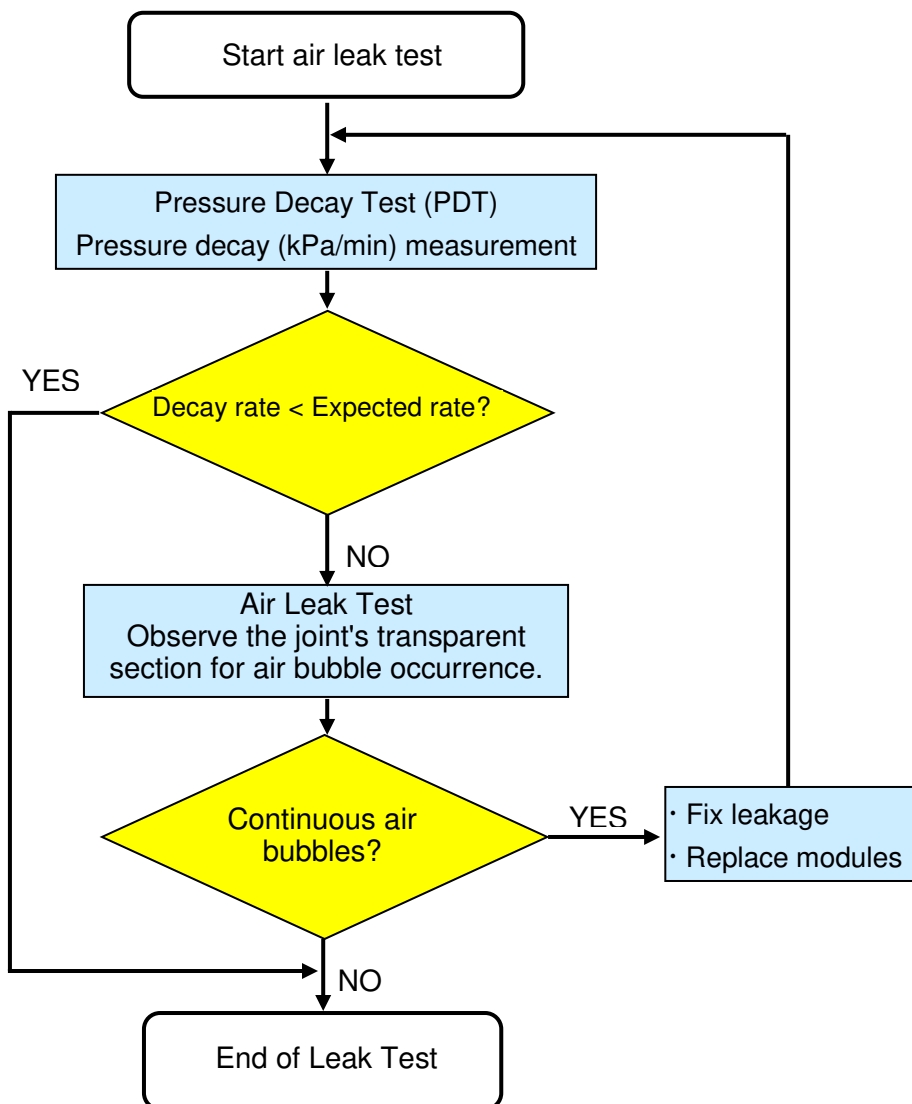 Start air leak test
Pressure Decay Test (PDT)
Pressure decay (kPa/min) measurement
YES
Decay rate < Expected rate?
NO
Air Leak Test
Observe the joint's transparent
section for air bubble occurrence.
Continuous air
bubbles?
YES
・Fix leakage
・Replace modules
NO
End of Leak Test